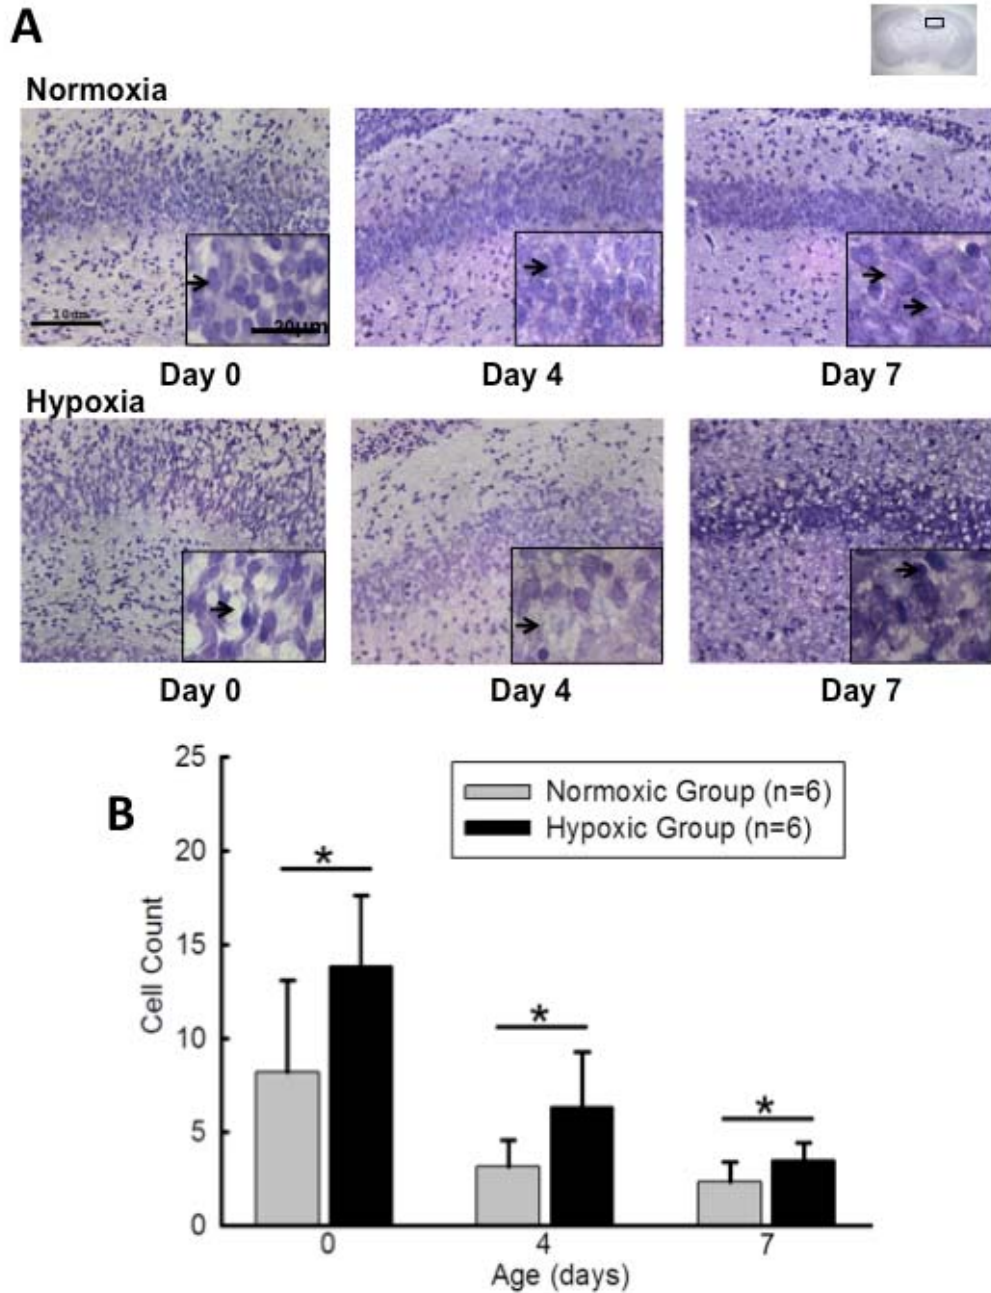 A
Normoxia
10um
20µm
Day 0
Day 4
Day 7
Hypoxia
Day 0
Day 4
Day 7
B
25
20
15
10
5
0
Cell Count
Normoxic Group (n=6)
Hypoxic Group (n=6)
*
*
*
0
4
7
Age (days)